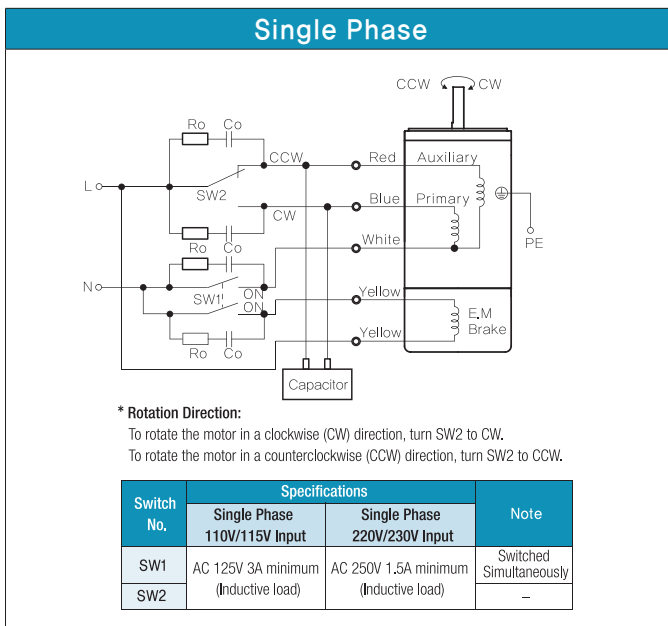 Single Phase
CCW CW
Ro Co
CCW
Red Auxiliary
L
SW2
Blue Primary
CW
White
Ro Co
PE
N
SW1 ON
ON
Yellow
E.M
Brake
Yellow
Ro Co
Capacitor
* Rotation Direction:
To rotate the motor in a clockwise (CW) direction, turn SW2 to CW.
To rotate the motor in a counterclockwise (CCW) direction, turn SW2 to CCW.
Switch No. Specifications Note
Single Phase 110V/115V Input Single Phase 220V/230V Input
SW1 AC 125V 3A minimum (Inductive load) AC 250V 1.5A minimum (Inductive load) Switched Simultaneously
SW2 –